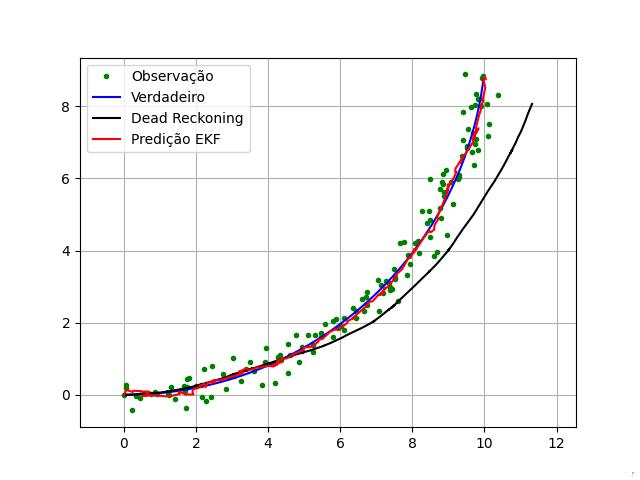 Observação
Verdadeiro
Dead Reckoning
Predição EKF
8
6
4
2
0
0 2 4 6 8 10 12